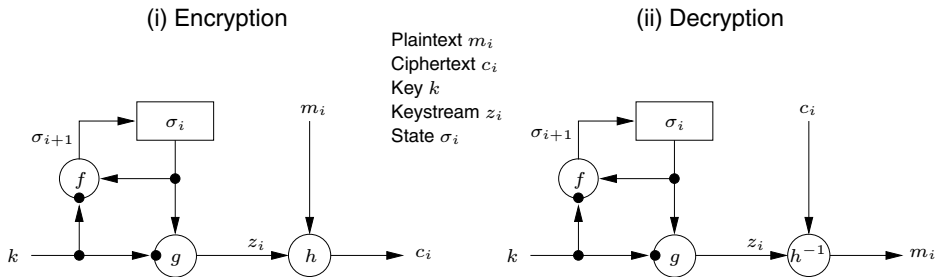 (i) Encryption
(ii) Decryption
Plaintext m_i
Ciphertext c_i
Key k
Keystream z_i
State σ_i
σ_i
m_i
σ_{i+1}
f
k
g
z_i
h
c_i
σ_i
c_i
σ_{i+1}
f
k
g
z_i
h^{-1}
m_i